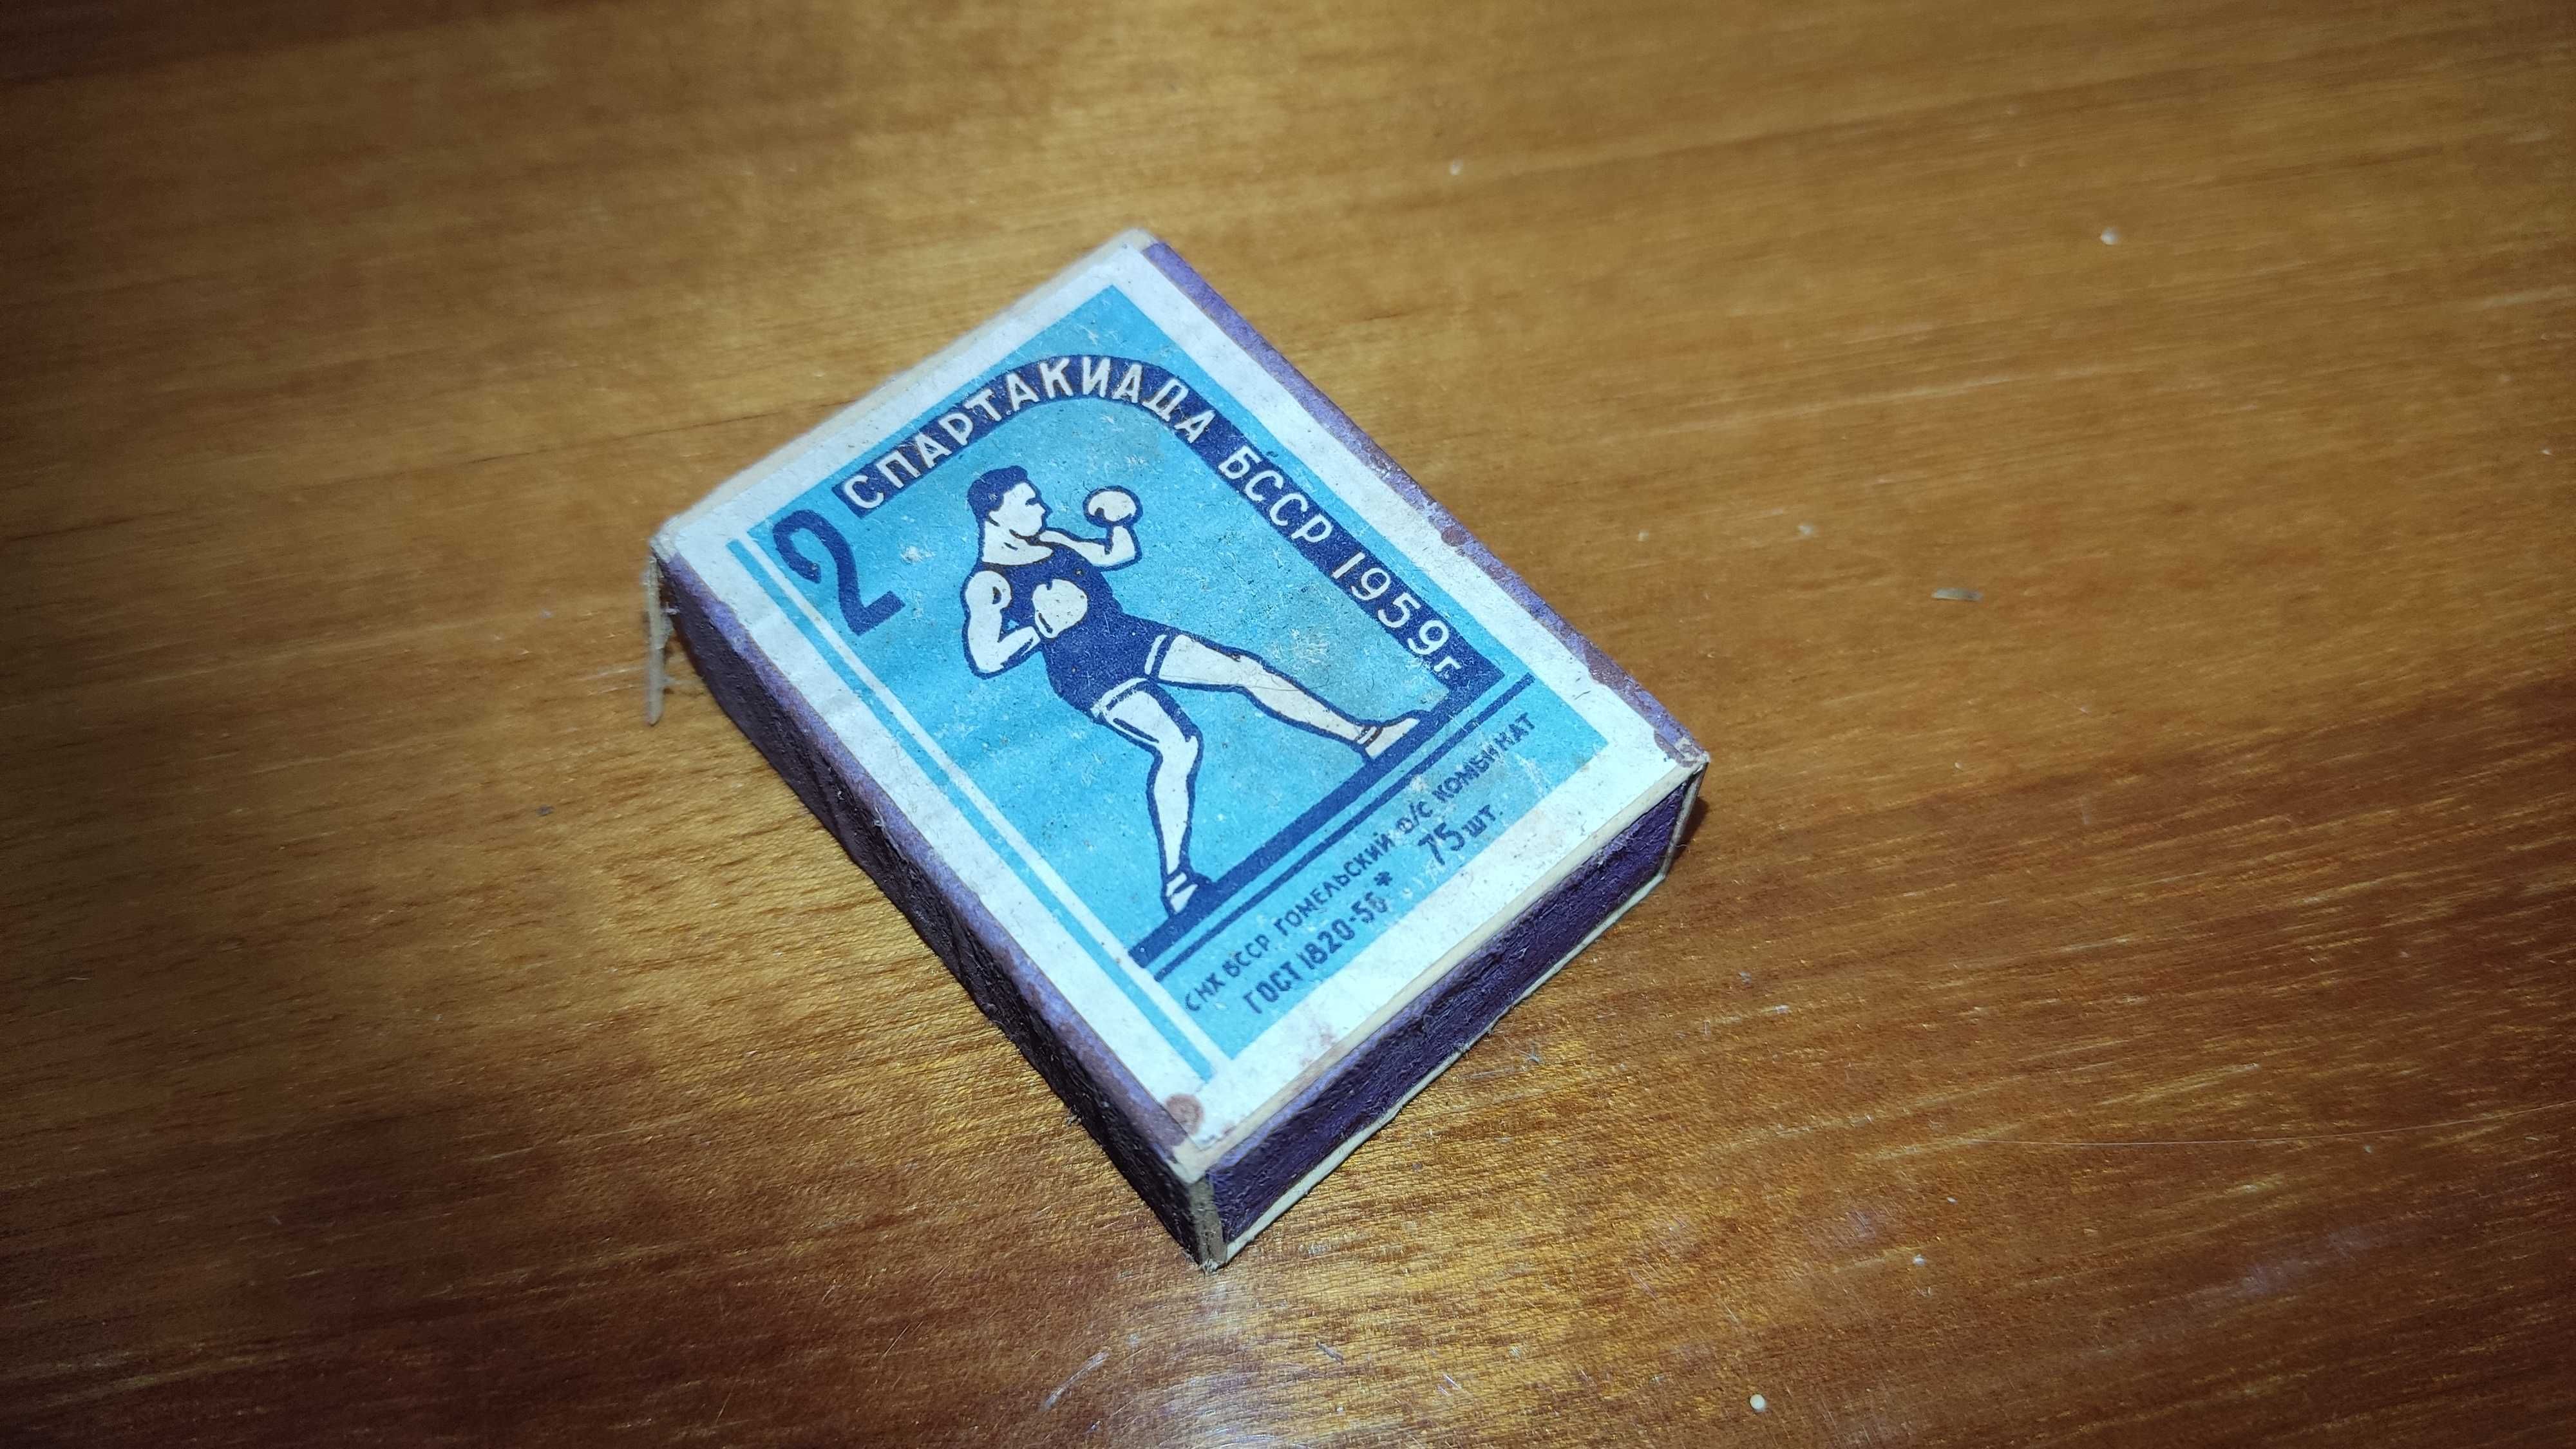 2 СПАРТАКИАДА БССР 1959г.
СНХ БССР ГОМЕЛЬСКИЙ Ф/С КОМБИНАТ
ГОСТ 1820-56 * 75 шт.